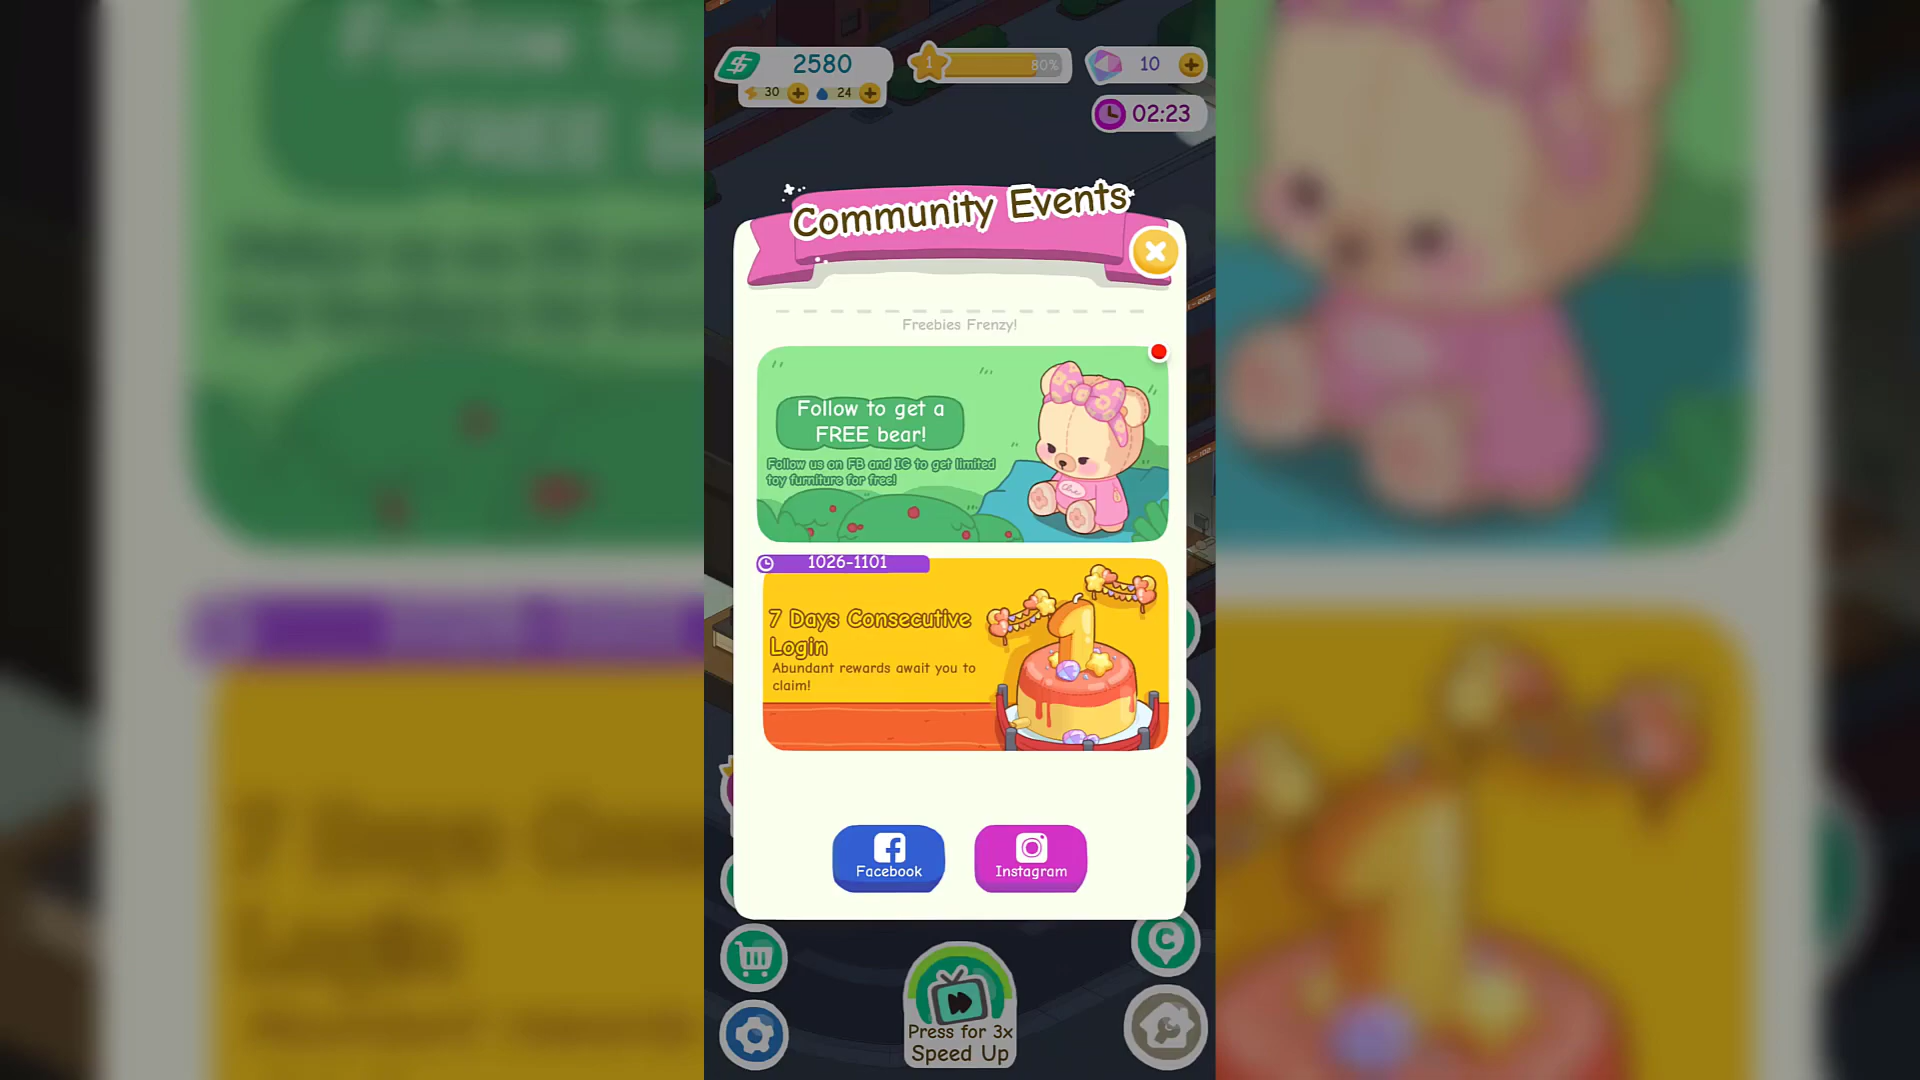 2580
1
80%
10
30
24
02:23
Community Events
Freebies Frenzy!
Follow to get a
FREE bear!
Follow us on FB and IG to get limited
toy furniture for free!
1026-1101
7 Days Consecutive
Login
Abundant rewards await you to
claim!
Facebook
Instagram
Press for 3x
Speed Up